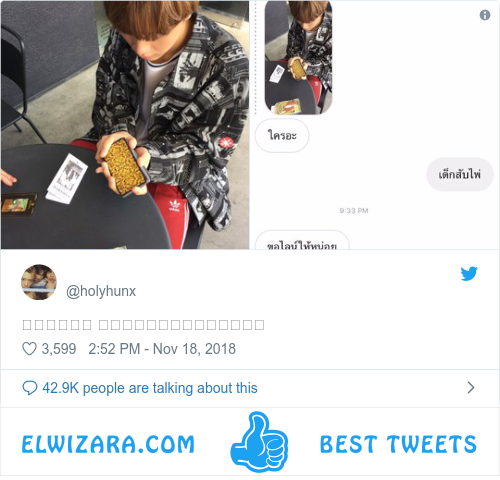 ใครอะ
เด็กสับไพ่
9:33 PM
ขอไลน์ให้หน่อย
@holyhunx
3,599 2:52 PM - Nov 18, 2018
42.9K people are talking about this
ELWIZARA.COM BEST TWEETS